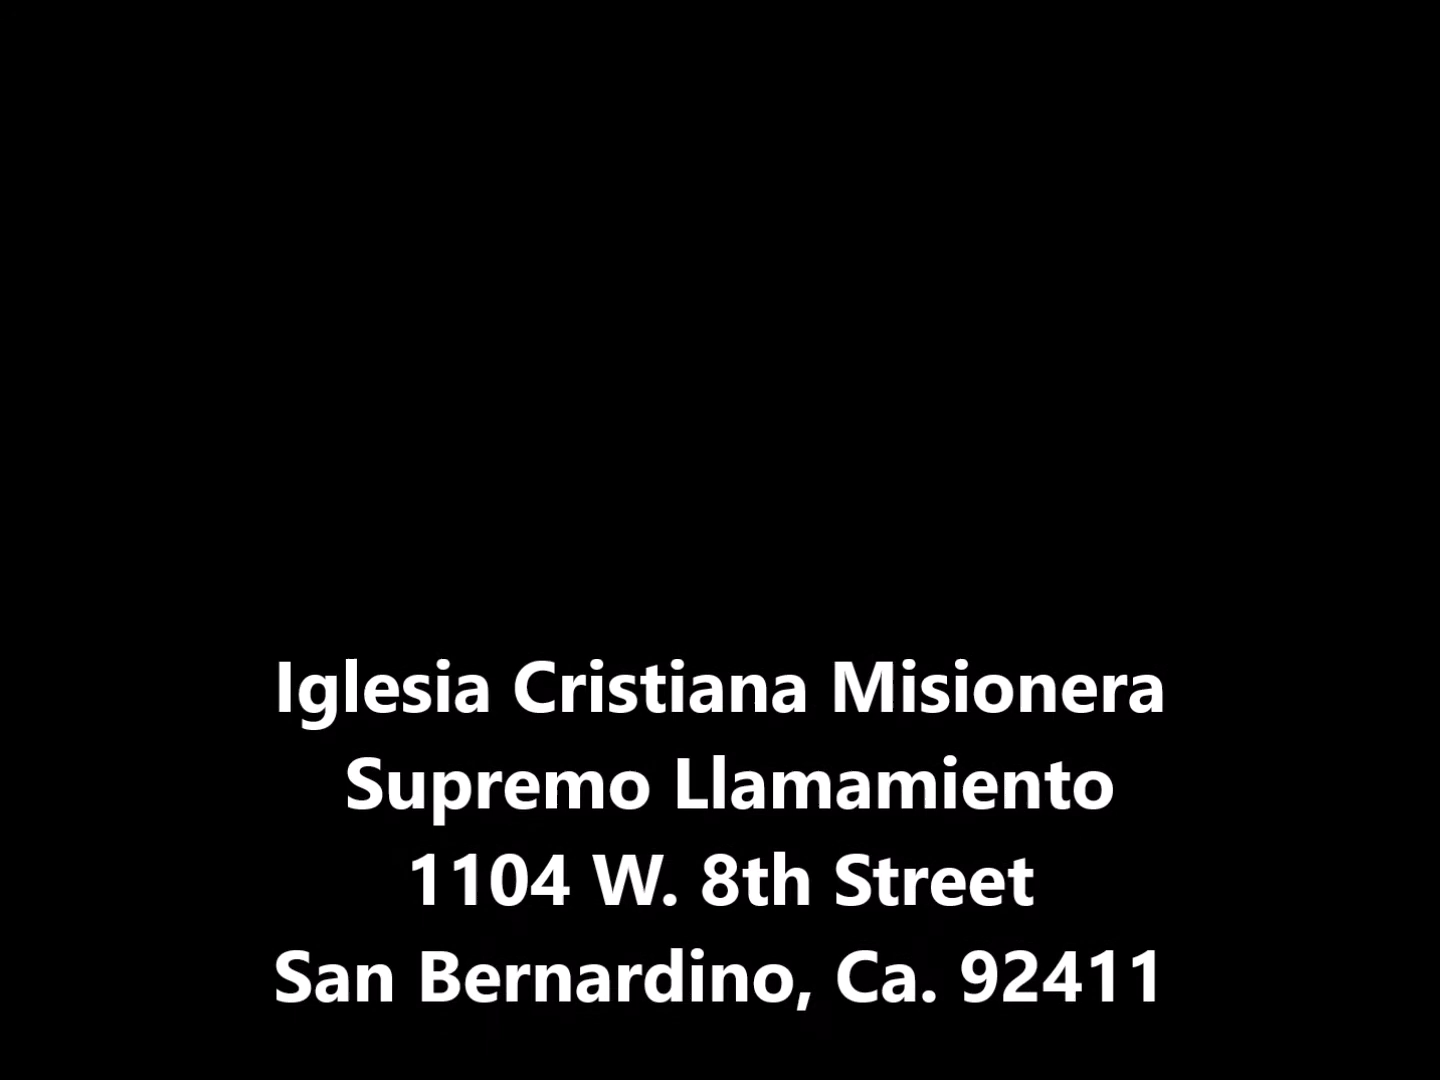 Iglesia Cristiana Misionera
Supremo Llamamiento
1104 W. 8th Street
San Bernardino, Ca. 92411